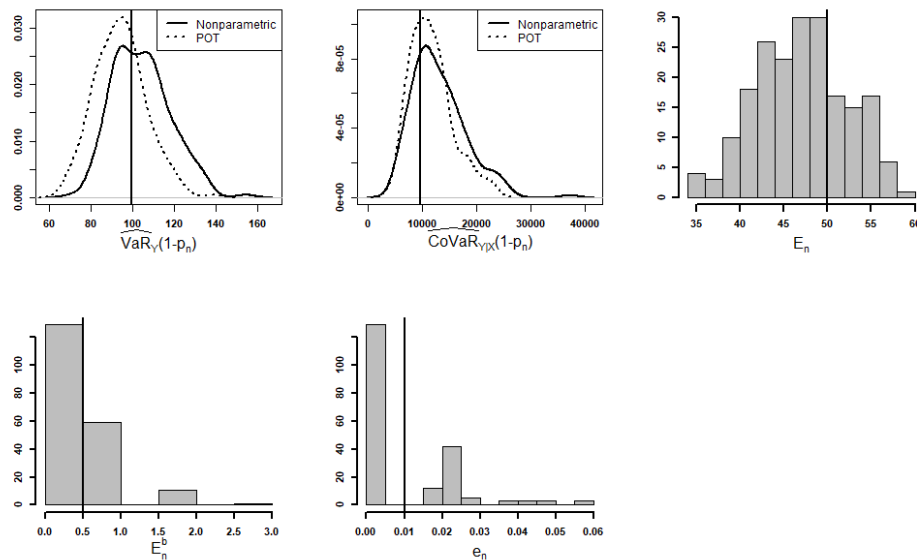 0.030
0.020
0.010
0.000
Nonparametric
POT
60 80 100 120 140 160
VaR_Y(1-p_n)
8e-05
4e-05
0e+00
Nonparametric
POT
0 10000 20000 30000 40000
CoVaR_Y|X(1-p_n)
30
25
20
15
10
5
0
35 40 45 50 55 60
E_n
100
80
60
40
20
0
0.0 0.5 1.0 1.5 2.0 2.5 3.0
E_n^b
100
80
60
40
20
0
0.00 0.01 0.02 0.03 0.04 0.05 0.06
e_n